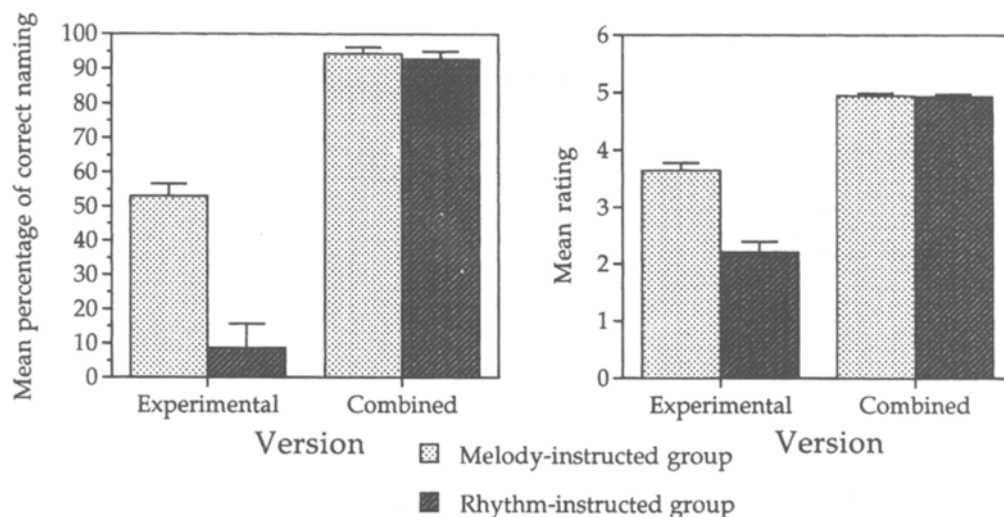 Mean percentage of correct naming
100
90
80
70
60
50
40
30
20
10
0
Experimental
Combined
Version
Mean rating
6
5
4
3
2
1
0
Experimental
Combined
Version
Melody-instructed group
Rhythm-instructed group